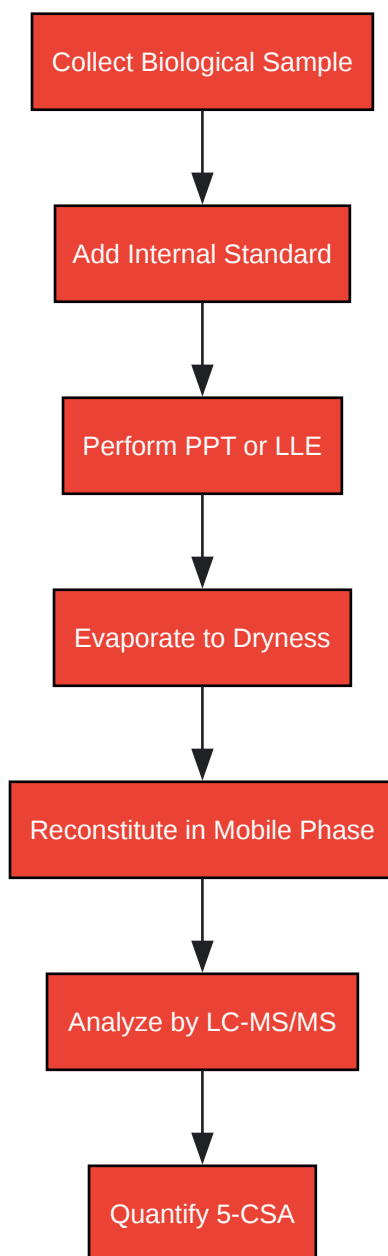 Collect Biological Sample
Add Internal Standard
Perform PPT or LLE
Evaporate to Dryness
Reconstitute in Mobile Phase
Analyze by LC-MS/MS
Quantify 5-CSA